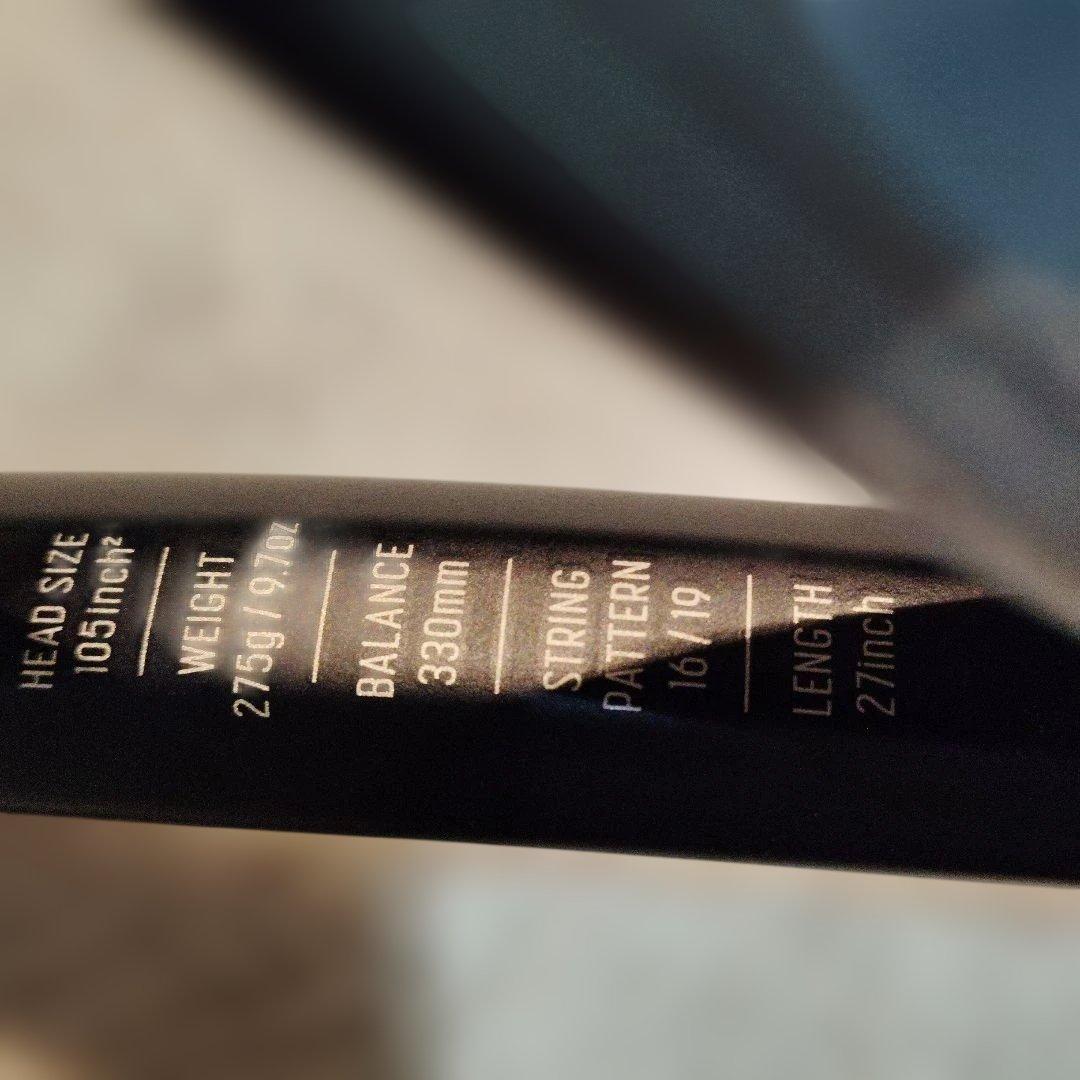 HEAD SIZE
105inch²
WEIGHT
275g / 9.7oz
BALANCE
330mm
STRING
PATTERN
16 / 19
LENGTH
27inch